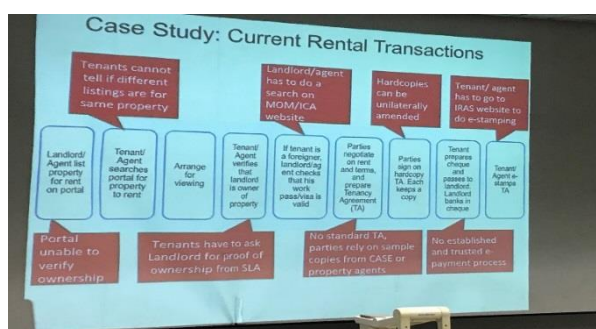 Case Study: Current Rental Transactions
Tenants cannot
tell if different
listings are for
same property
Landlord/agent
has to do a
search on
MOM/ICA
website
Hardcopies
can be
unilaterally
amended
Tenant/ agent
has to go to
IRAS website
to do
e-stamping
Landlord/
Agent list
property
for rent
on portal
Tenant/
Agent
searches
portal for
property
to rent
Arrange
for
viewing
Tenant/
Agent
verifies
that
landlord
is owner
of
property
If tenant
is a
foreigner,
landlord/ag
ent checks
that his
work
pass/visa is
valid
Parties
negotiate
on rent
and terms,
and
prepare
Tenancy
Agreement
(TA)
Parties
sign on
hardcopy
TA. Each
keeps a
copy
Tenant
prepares
cheque
and
passes to
landlord.
Landlord
banks in
cheque
Tenant/
Agent e-
stamps
TA
Portal
unable to
verify
ownership
Tenants have to ask
Landlord for proof of
ownership from SLA
No standard TA,
parties rely on sample
copies from CASE or
property agents
No established
and trusted e-
payment process